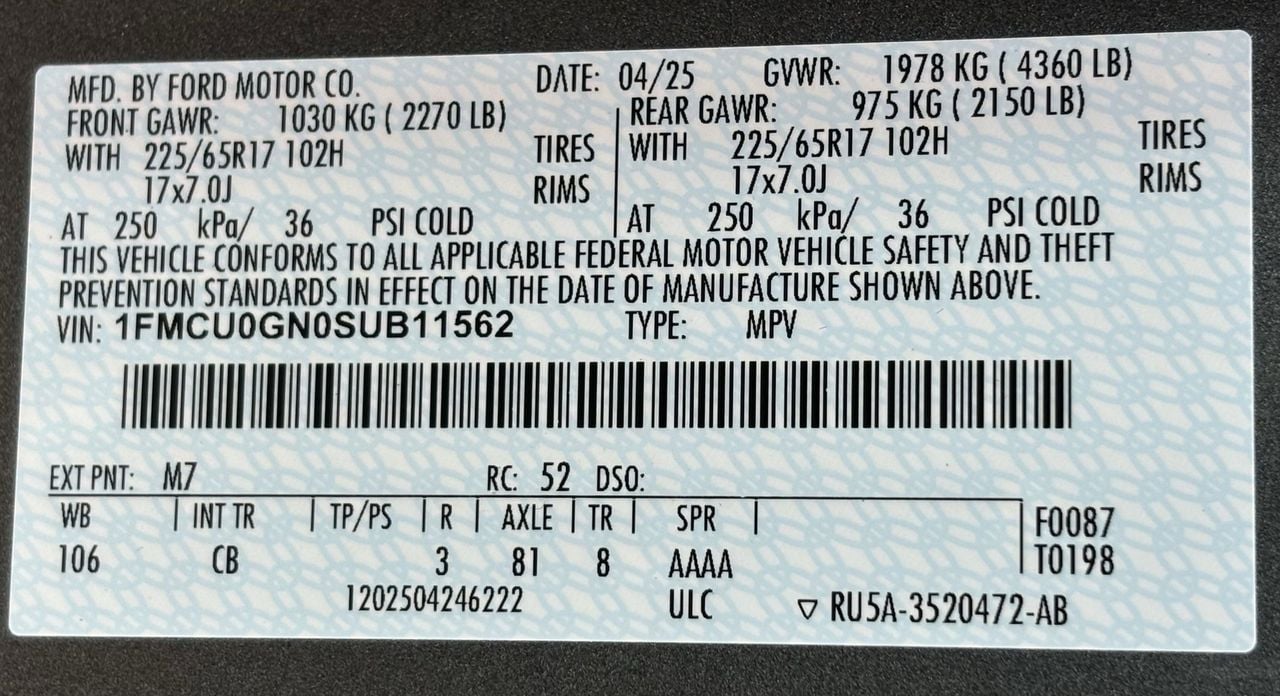 MFD. BY FORD MOTOR CO. DATE: 04/25 GVWR: 1978 KG ( 4360 LB)
FRONT GAWR: 1030 KG ( 2270 LB) REAR GAWR: 975 KG ( 2150 LB)
WITH 225/65R17 102H TIRES WITH 225/65R17 102H TIRES
17x7.0J RIMS 17x7.0J RIMS
AT 250 kPa/ 36 PSI COLD AT 250 kPa/ 36 PSI COLD
THIS VEHICLE CONFORMS TO ALL APPLICABLE FEDERAL MOTOR VEHICLE SAFETY AND THEFT
PREVENTION STANDARDS IN EFFECT ON THE DATE OF MANUFACTURE SHOWN ABOVE.
VIN: 1FMCU0GN0SUB11562 TYPE: MPV
EXT PNT: M7 RC: 52 DSO:
WB INT TR TP/PS R AXLE TR SPR F0087
106 CB 3 81 8 AAAA T0198
1202504246222 ULC ▽ RU5A-3520472-AB